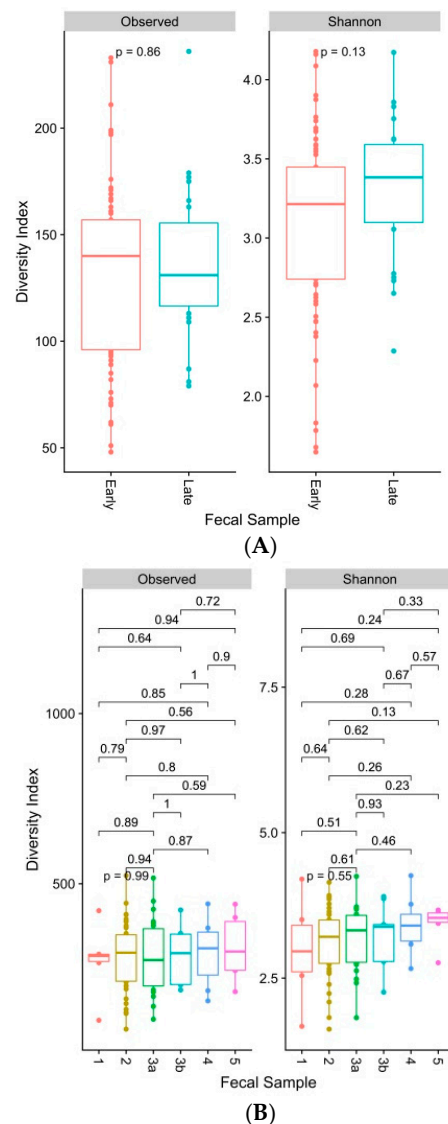 Observed
Shannon
p = 0.86
p = 0.13
Diversity Index
200
150
100
50
4.0
3.5
3.0
2.5
2.0
Early
Late
Early
Late
Fecal Sample
(A)
Observed
Shannon
0.72
0.33
0.94
0.24
0.64
0.69
0.9
0.57
1
0.67
0.85
0.28
0.56
0.13
0.97
0.62
0.79
0.64
0.8
0.26
0.59
0.23
1
0.93
0.89
0.51
0.87
0.46
0.94
0.61
p = 0.99
p = 0.55
Diversity Index
1000
500
7.5
5.0
2.5
1
2
3a
3b
4
5
1
2
3a
3b
4
5
Fecal Sample
(B)